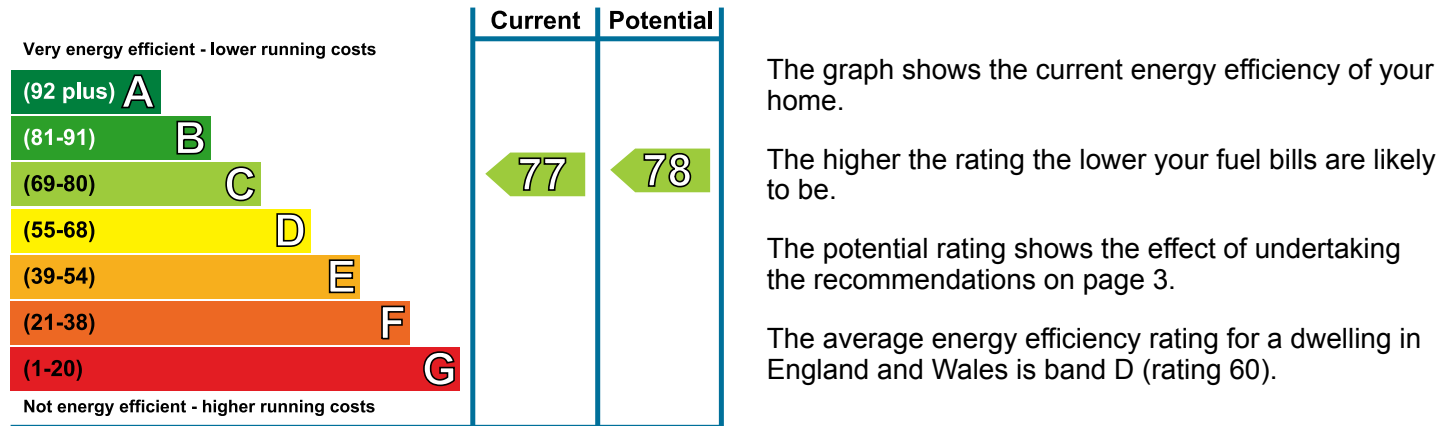 Current Potential
Very energy efficient - lower running costs
(92 plus) A
(81-91) B
(69-80) C
(55-68) D
(39-54) E
(21-38) F
(1-20) G
Not energy efficient - higher running costs
77 78
The graph shows the current energy efficiency of your
home.
The higher the rating the lower your fuel bills are likely
to be.
The potential rating shows the effect of undertaking
the recommendations on page 3.
The average energy efficiency rating for a dwelling in
England and Wales is band D (rating 60).